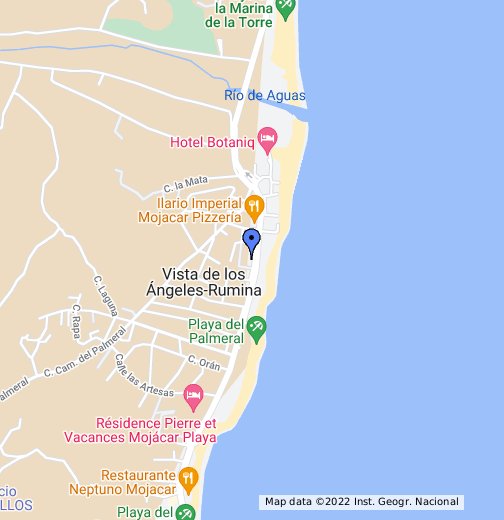 la Marina
de la Torre
Río de Aguas
Hotel Botaniq
C. la Mata
Ilario Imperial
Mojacar Pizzería
Vista de los
Ángeles-Rumina
C. Laguna
C. Rapa
C. Cam. del Palmeral
Playa del
Palmeral
C. Orán
Calle las Artesas
Palmeral
Résidence Pierre et
Vacances Mojácar Playa
Restaurante
Neptuno Mojacar
cio
LLOS
Playa del
Map data ©2022 Inst. Geogr. Nacional